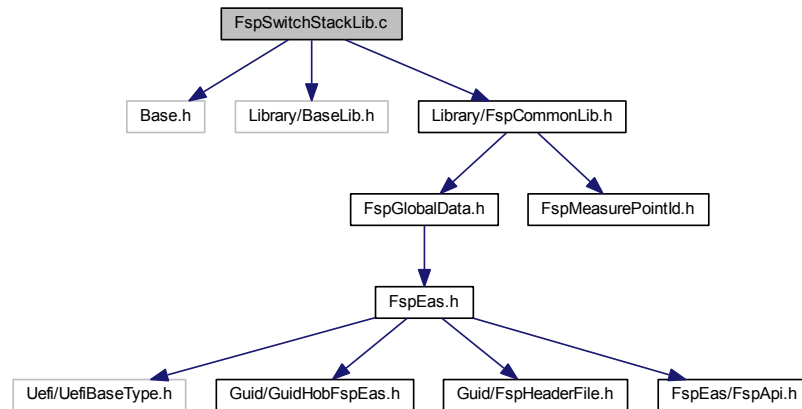 FspSwitchStackLib.c
Base.h
Library/BaseLib.h
Library/FspCommonLib.h
FspGlobalData.h
FspMeasurePointId.h
FspEas.h
Uefi/UefiBaseType.h
Guid/GuidHobFspEas.h
Guid/FspHeaderFile.h
FspEas/FspApi.h